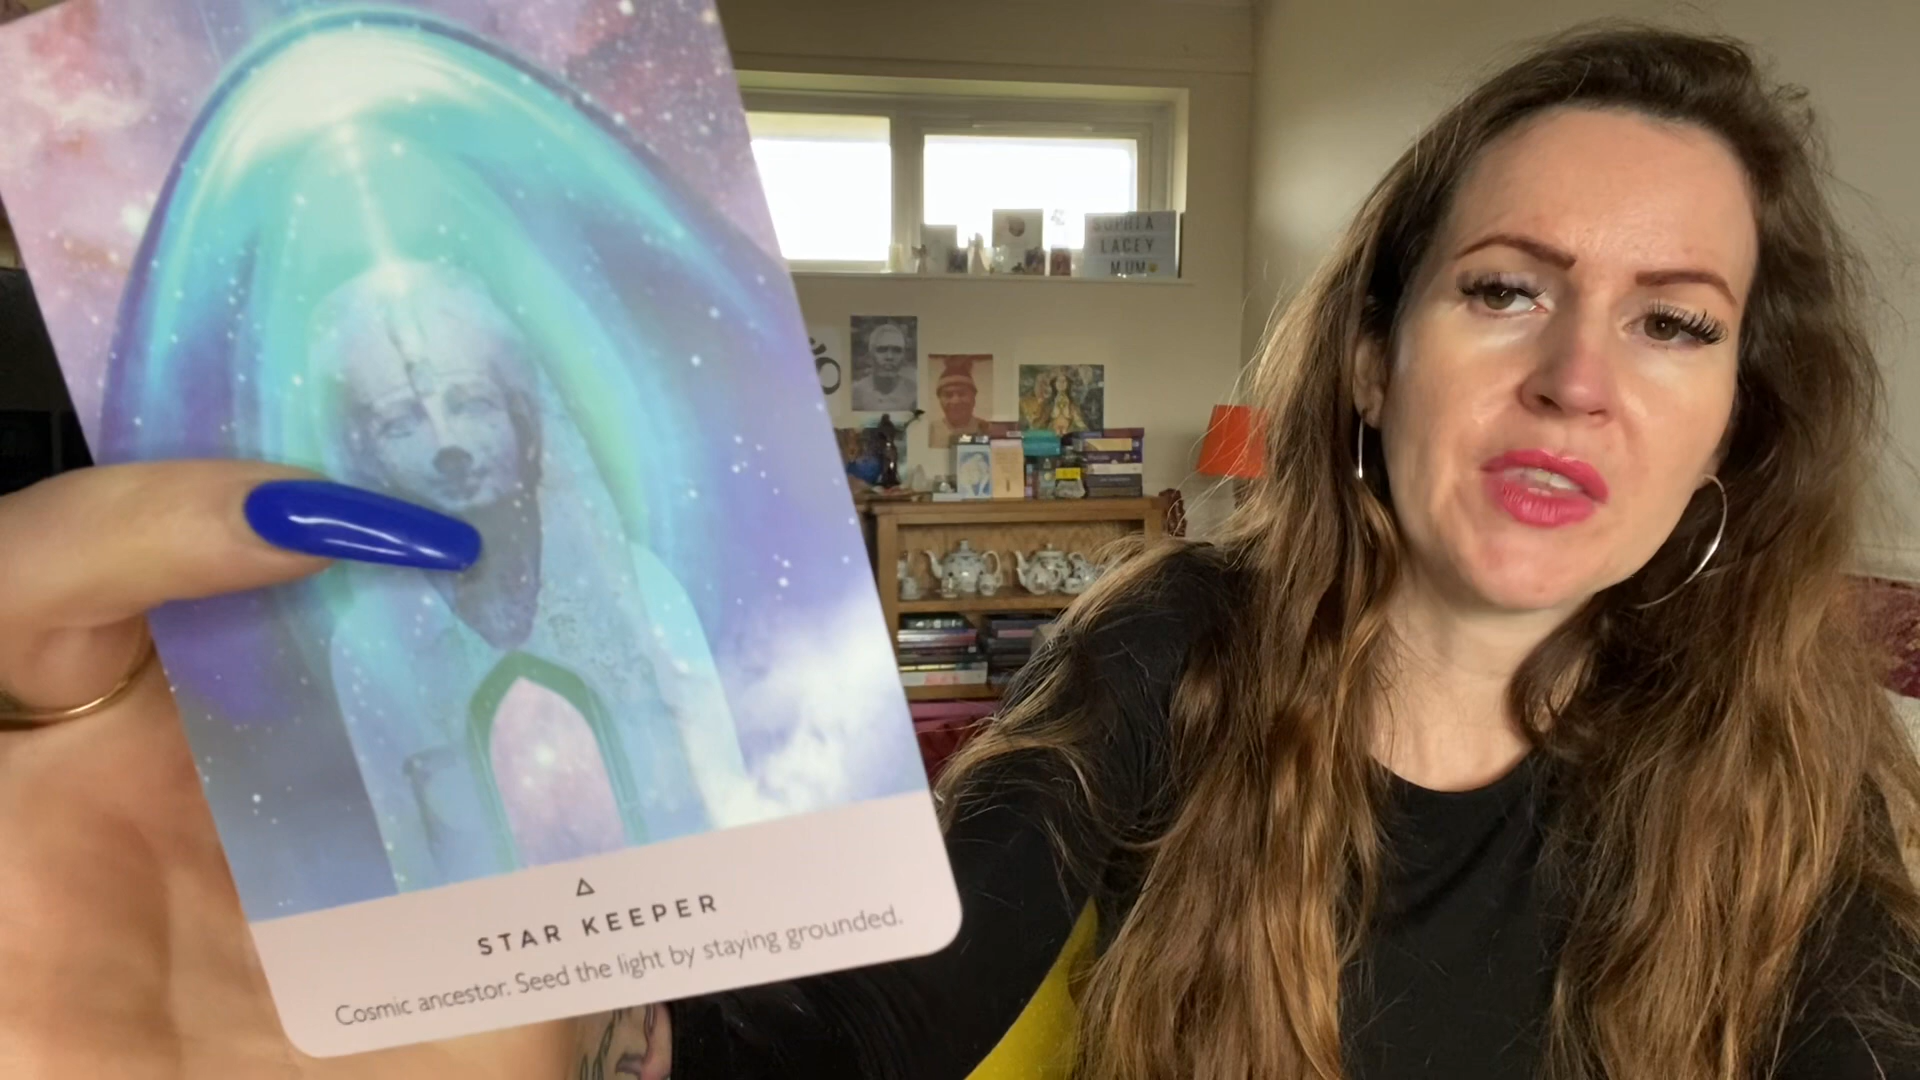 SOPHIA
LACEY
MUM
STAR KEEPER
Cosmic ancestor. Seed the light by staying grounded.